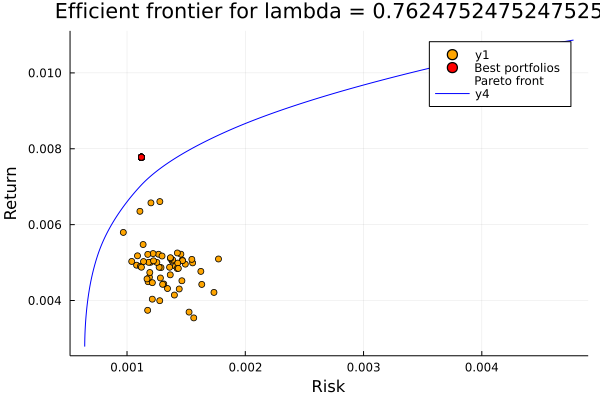 Efficient frontier for lambda = 0.7624752475247525
0.010
0.008
0.006
0.004
Return
0.001
0.002
0.003
0.004
Risk
y1
Best portfolios
Pareto front
y4